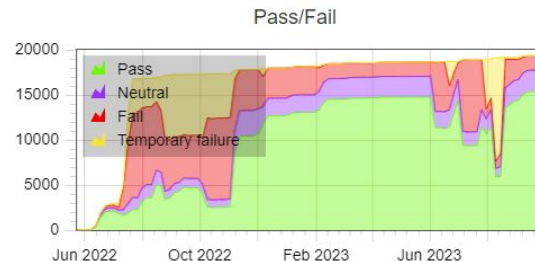 Pass/Fail
20000
15000
10000
5000
0
Pass
Neutral
Fail
Temporary failure
Jun 2022
Oct 2022
Feb 2023
Jun 2023